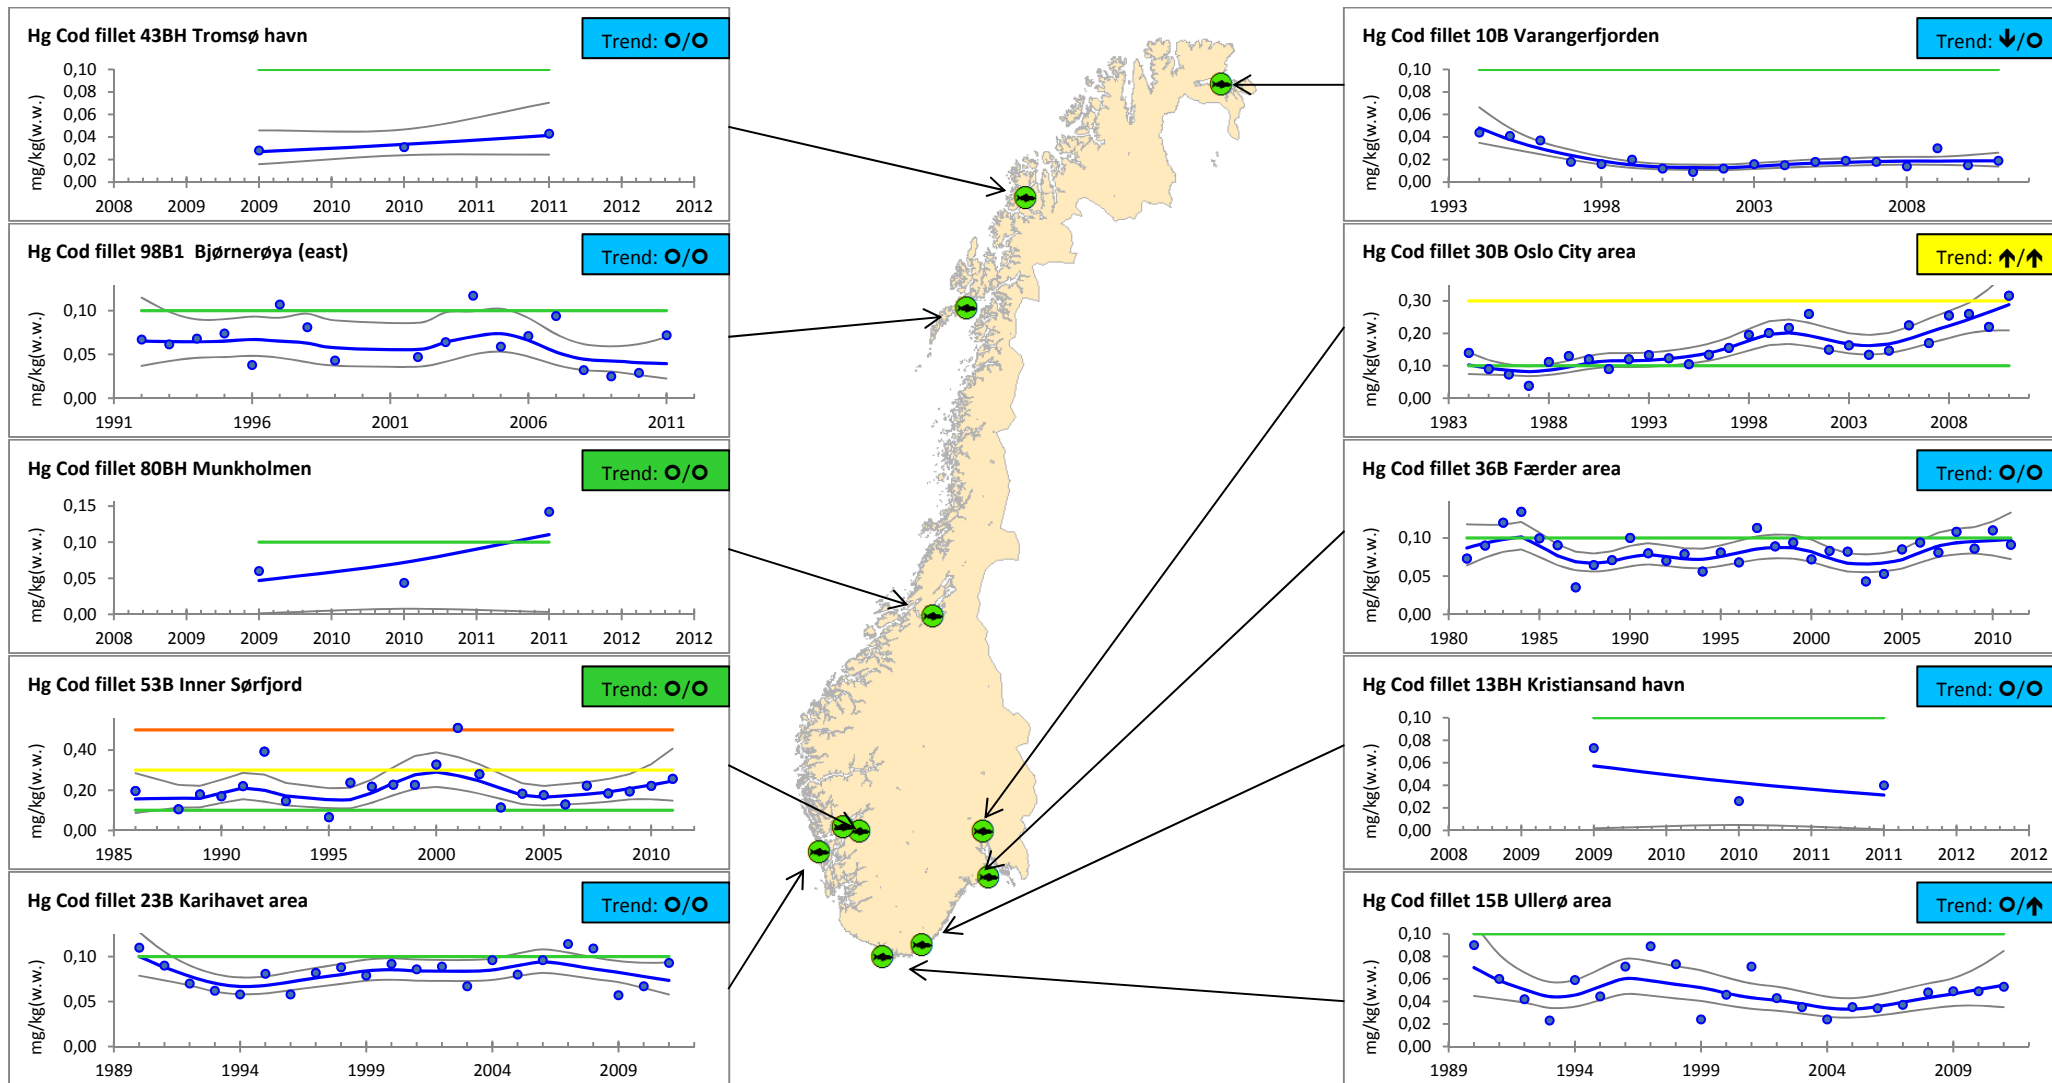 Hg Cod fillet 43BH Tromsø havn
Trend: O/O
mg/kg(w.w.)
0,10
0,08
0,06
0,04
0,02
0,00
2008 2009 2009 2010 2010 2011 2011 2012 2012
Hg Cod fillet 98B1 Bjørnerøya (east)
Trend: O/O
mg/kg(w.w.)
0,10
0,05
0,00
1991 1996 2001 2006 2011
Hg Cod fillet 80BH Munkholmen
Trend: O/O
mg/kg(w.w.)
0,15
0,10
0,05
0,00
2008 2009 2009 2010 2010 2011 2011 2012 2012
Hg Cod fillet 53B Inner Sørfjord
Trend: O/O
mg/kg(w.w.)
0,40
0,20
0,00
1985 1990 1995 2000 2005 2010
Hg Cod fillet 23B Karihavet area
Trend: O/O
mg/kg(w.w.)
0,10
0,05
0,00
1989 1994 1999 2004 2009
Hg Cod fillet 10B Varangerfjorden
Trend: ↓/O
mg/kg(w.w.)
0,10
0,08
0,06
0,04
0,02
0,00
1993 1998 2003 2008
Hg Cod fillet 30B Oslo City area
Trend: ↑/↑
mg/kg(w.w.)
0,30
0,20
0,10
0,00
1983 1988 1993 1998 2003 2008
Hg Cod fillet 36B Færder area
Trend: O/O
mg/kg(w.w.)
0,10
0,05
0,00
1980 1985 1990 1995 2000 2005 2010
Hg Cod fillet 13BH Kristiansand havn
Trend: O/O
mg/kg(w.w.)
0,10
0,08
0,06
0,04
0,02
0,00
2008 2009 2009 2010 2010 2011 2011 2012 2012
Hg Cod fillet 15B Ullerø area
Trend: O/↑
mg/kg(w.w.)
0,10
0,08
0,06
0,04
0,02
0,00
1989 1994 1999 2004 2009